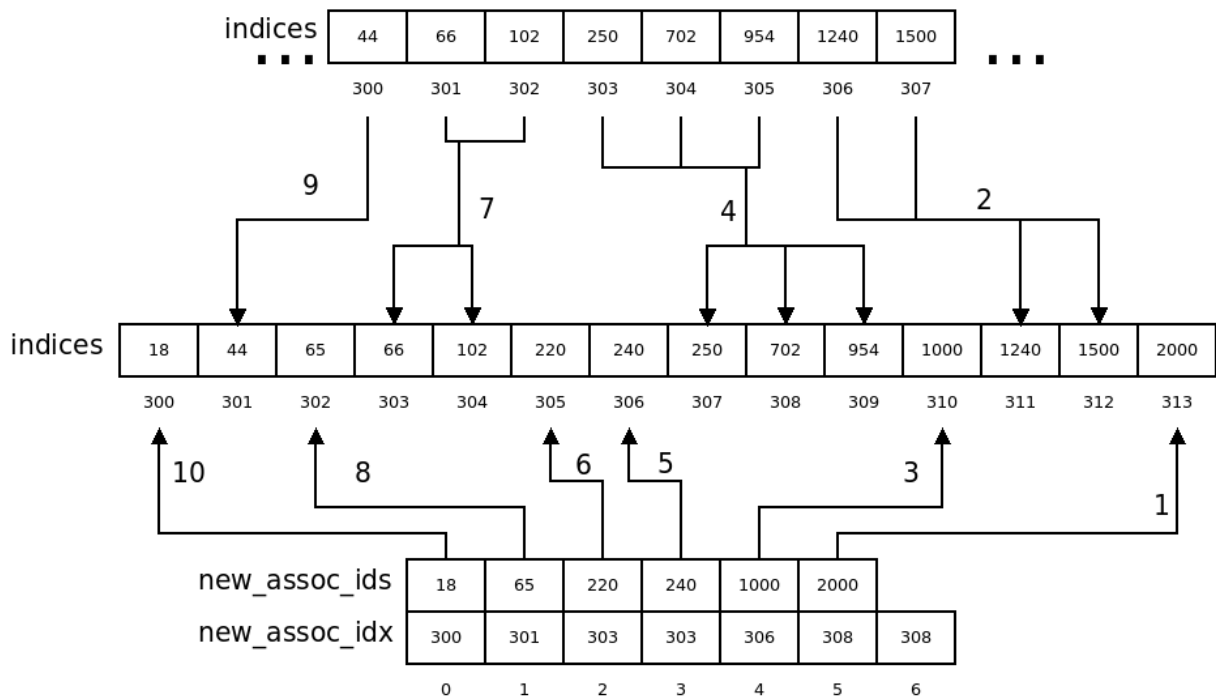 indices 44 66 102 250 702 954 1240 1500
... ...
300 301 302 303 304 305 306 307
9 7 4 2
indices 18 44 65 66 102 220 240 250 702 954 1000 1240 1500 2000
300 301 302 303 304 305 306 307 308 309 310 311 312 313
10 8 6 5 3 1
new_assoc_ids 18 65 220 240 1000 2000
new_assoc_idx 300 301 303 303 306 308 308
0 1 2 3 4 5 6